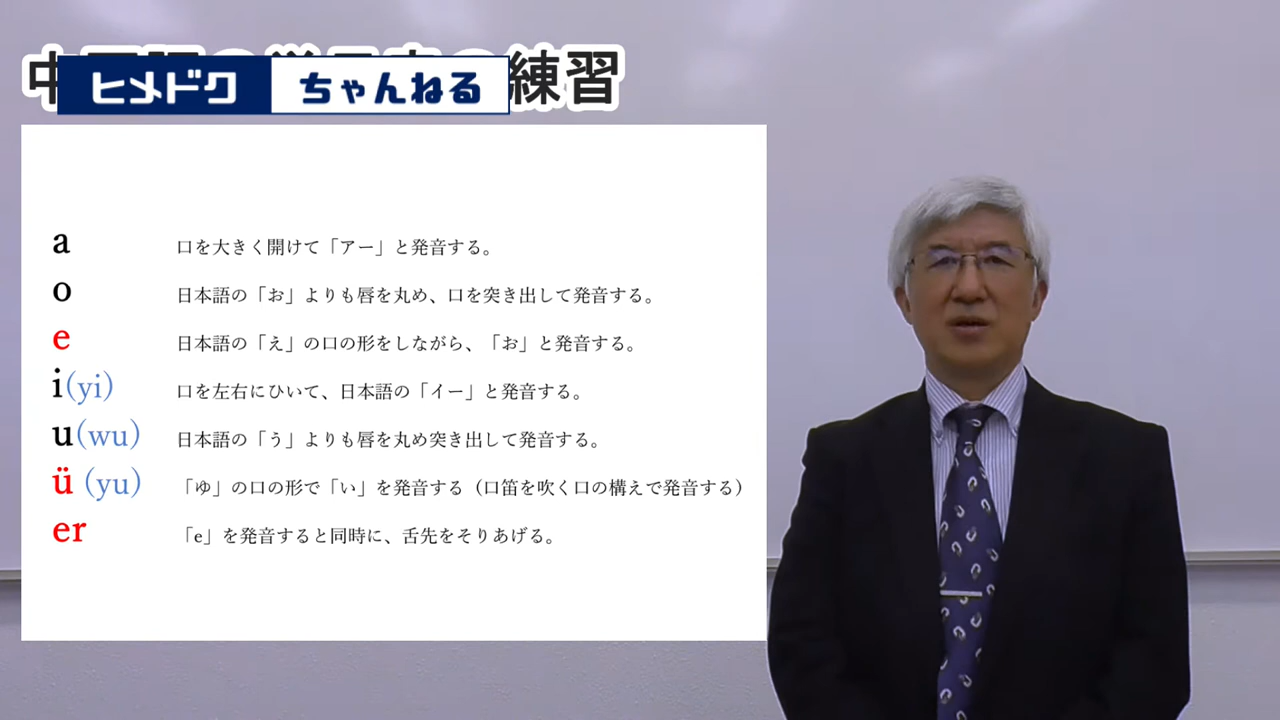 中
練習
ヒメドク ちゃんねる
a 口を大きく開けて「アー」と発音する。
o 日本語の「お」よりも唇を丸め、口を突き出して発音する。
e 日本語の「え」の口の形をしながら、「お」と発音する。
i(yi) 口を左右にひいて、日本語の「イー」と発音する。
u(wu) 日本語の「う」よりも唇を丸め突き出して発音する。
ü (yu) 「ゆ」の口の形で「い」を発音する（口笛を吹く口の構えで発音する）
er 「e」を発音すると同時に、舌先をそりあげる。